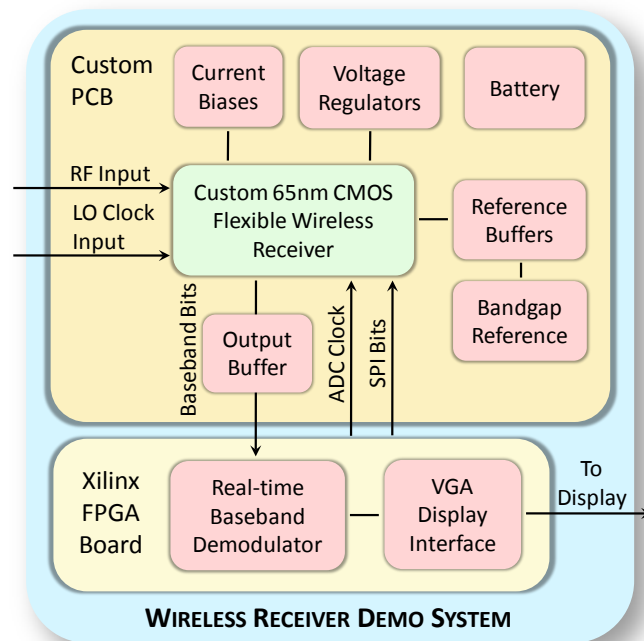 Custom
PCB
Current
Biases
Voltage
Regulators
Battery
RF Input
LO Clock
Input
Custom 65nm CMOS
Flexible Wireless
Receiver
Reference
Buffers
Bandgap
Reference
Baseband Bits
Output
Buffer
ADC Clock
SPI Bits
Xilinx
FPGA
Board
Real-time
Baseband
Demodulator
VGA
Display
Interface
To
Display
WIRELESS RECEIVER DEMO SYSTEM